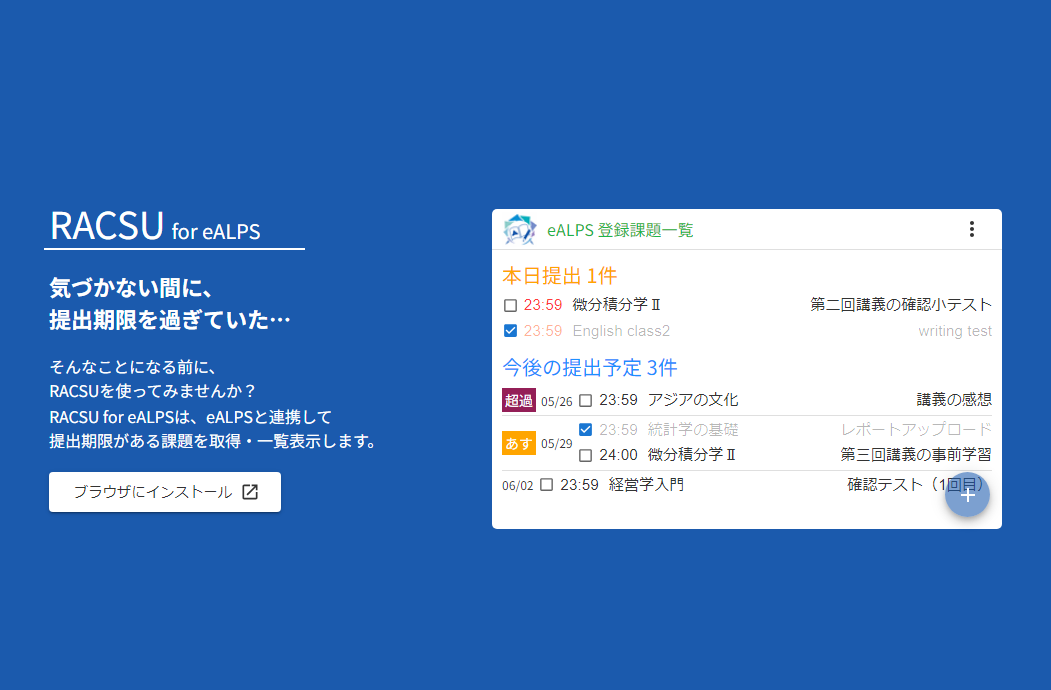 RACSU for eALPS
気づかない間に、
提出期限を過ぎていた…
そんなことになる前に、
RACSUを使ってみませんか？
RACSU for eALPSは、eALPSと連携して
提出期限がある課題を取得・一覧表示します。
ブラウザにインストール
eALPS 登録課題一覧
本日提出 1件
23:59 微分積分学Ⅱ 第二回講義の確認小テスト
23:59 English class2 writing test
今後の提出予定 3件
超過 05/26 23:59 アジアの文化 講義の感想
あす 05/29 23:59 統計学の基礎 レポートアップロード
24:00 微分積分学Ⅱ 第三回講義の事前学習
06/02 23:59 経営学入門 確認テスト（1回目）